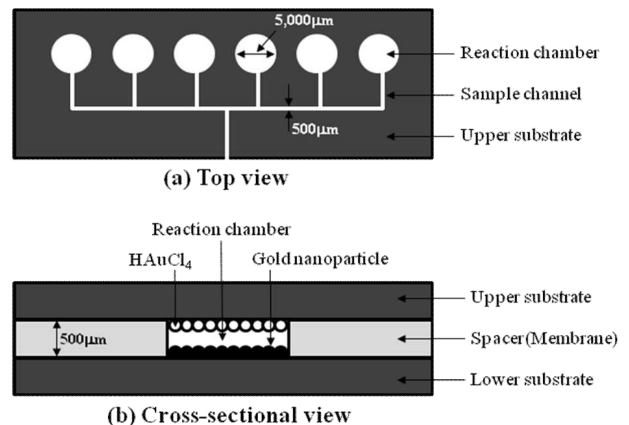 5,000μm
Reaction chamber
Sample channel
500μm
Upper substrate
(a) Top view
Reaction chamber
HAuCl4
Gold nanoparticle
Upper substrate
500μm
Spacer(Membrane)
Lower substrate
(b) Cross-sectional view